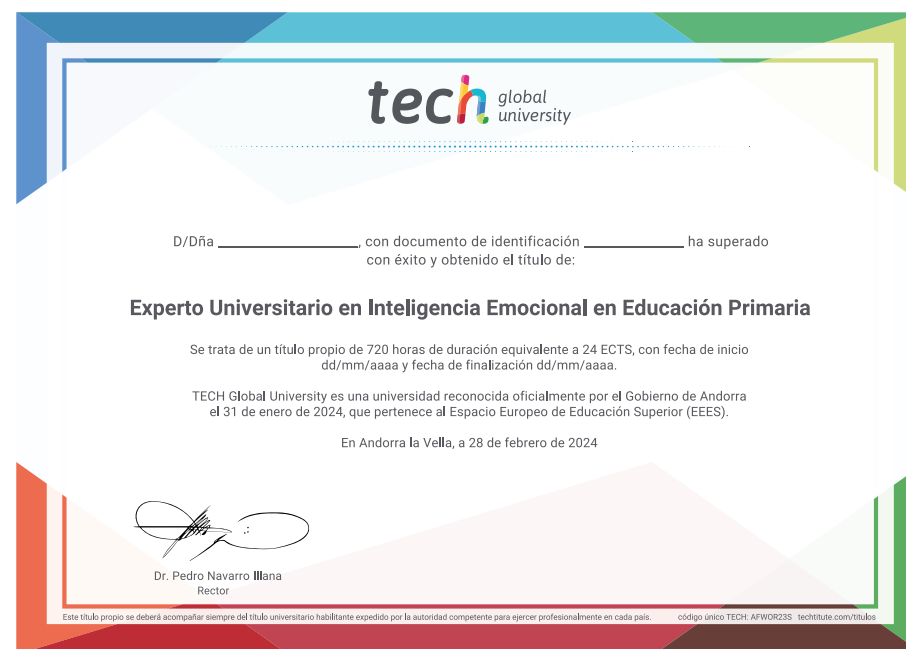 tech global university
D/Dña ____________________, con documento de identificación ______________ ha superado
con éxito y obtenido el título de:
Experto Universitario en Inteligencia Emocional en Educación Primaria
Se trata de un título propio de 720 horas de duración equivalente a 24 ECTS, con fecha de inicio
dd/mm/aaaa y fecha de finalización dd/mm/aaaa.
TECH Global University es una universidad reconocida oficialmente por el Gobierno de Andorra
el 31 de enero de 2024, que pertenece al Espacio Europeo de Educación Superior (EEES).
En Andorra la Vella, a 28 de febrero de 2024
Dr. Pedro Navarro Illana
Rector
Este título propio se deberá acompañar siempre del título universitario habilitante expedido por la autoridad competente para ejercer profesionalmente en cada país. código único TECH: AFWOR23S techtitute.com/titulos